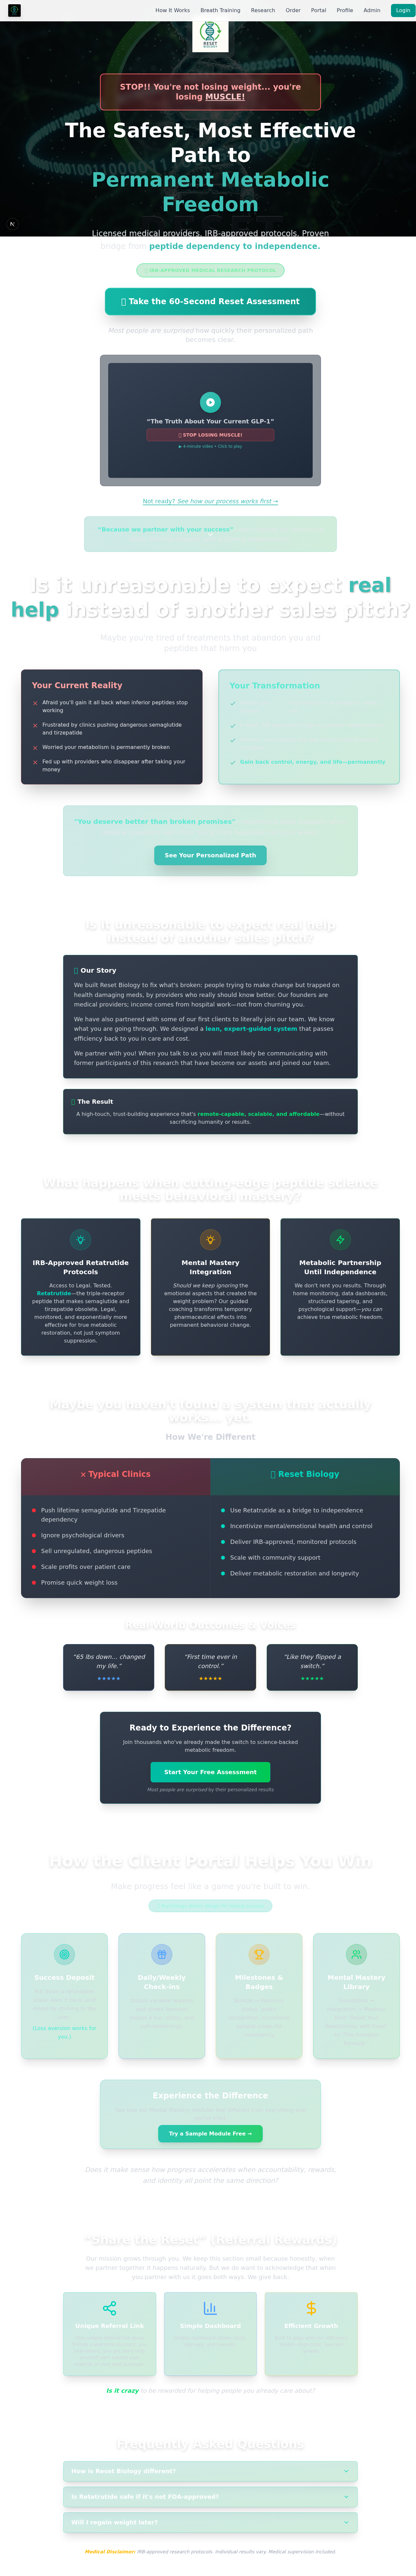 How It Works
Breath Training
Research
Order
Portal
Profile
Admin
Login
RESET
STOP!! You're not losing weight... you're
losing MUSCLE!
The Safest, Most Effective
Path to
Permanent Metabolic
Freedom
Licensed medical providers. IRB-approved protocols. Proven
bridge from peptide dependency to independence.
IRB-APPROVED MEDICAL RESEARCH PROTOCOL
Take the 60-Second Reset Assessment
Most people are surprised how quickly their personalized path
becomes clear.
"The Truth About Your Current GLP-1"
STOP LOSING MUSCLE!
▶ 4-minute video • Click to play
Not ready? See how our process works first →
"Because we partner with your success"
Is it unreasonable to expect real
help instead of another sales pitch?
Maybe you're tired of treatments that abandon you and
peptides that harm you
Your Current Reality
Afraid you'll gain it all back when inferior peptides stop
working
Frustrated by clinics pushing dangerous semaglutide
and tirzepatide
Worried your metabolism is permanently broken
Fed up with providers who disappear after taking your
money
Your Transformation
Gain back control, energy, and life—permanently
"You deserve better than broken promises"
See Your Personalized Path
Is it unreasonable to expect real help
instead of another sales pitch?
Our Story
We built Reset Biology to fix what's broken: people trying to make change but trapped on
health damaging meds, by providers who really should know better. Our founders are
medical providers; income comes from hospital work—not from churning you.
We have also partnered with some of our first clients to literally join our team. We know
what you are going through. We designed a lean, expert-guided system that passes
efficiency back to you in care and cost.
We partner with you! When you talk to us you will most likely be communicating with
former participants of this research that have become our assets and joined our team.
The Result
A high-touch, trust-building experience that's remote-capable, scalable, and affordable—without
sacrificing humanity or results.
What happens when cutting-edge peptide science
meets behavioral mastery?
IRB-Approved Retatrutide
Protocols
Access to Legal. Tested.
Retatrutide—the triple-receptor
peptide that makes semaglutide and
tirzepatide obsolete. Legal,
monitored, and exponentially more
effective for true metabolic
restoration, not just symptom
suppression.
Mental Mastery
Integration
Should we keep ignoring the
emotional aspects that created the
weight problem? Our guided
coaching transforms temporary
pharmaceutical effects into
permanent behavioral change.
Metabolic Partnership
Until Independence
We don't rent you results. Through
home monitoring, data dashboards,
structured tapering, and
psychological support—you can
achieve true metabolic freedom.
Maybe you haven't found a system that actually
works... yet.
How We're Different
× Typical Clinics
Push lifetime semaglutide and Tirzepatide
dependency
Ignore psychological drivers
Sell unregulated, dangerous peptides
Scale profits over patient care
Promise quick weight loss
Reset Biology
Use Retatrutide as a bridge to independence
Incentivize mental/emotional health and control
Deliver IRB-approved, monitored protocols
Scale with community support
Deliver metabolic restoration and longevity
Real-World Outcomes & Voices
"65 lbs down... changed
my life."
★★★★★
"First time ever in
control."
★★★★★
"Like they flipped a
switch."
★★★★★
Ready to Experience the Difference?
Join thousands who've already made the switch to science-backed
metabolic freedom.
Start Your Free Assessment
Most people are surprised by their personalized results
How the Client Portal Helps You Win
Make progress feel like a game you're built to win.
Success Deposit
(Loss aversion works for
you.)
Daily/Weekly
Check-ins
Milestones &
Badges
Mental Mastery
Library
Experience the Difference
Try a Sample Module Free →
Does it make sense how progress accelerates when accountability, rewards,
and identity all point the same direction?
"Share the Reset" (Referral Rewards)
Our mission grows through you. We keep this section small because honestly, when
we partner together it happens naturally. But we do want to acknowledge that when
you partner with us it goes both ways. We give back.
Unique Referral Link
Simple Dashboard
Efficient Growth
Is it crazy to be rewarded for helping people you already care about?
Frequently Asked Questions
How is Reset Biology different?
Is Retatrutide safe if it's not FDA-approved?
Will I regain weight later?
Medical Disclaimer: IRB-approved research protocols. Individual results vary. Medical supervision included.